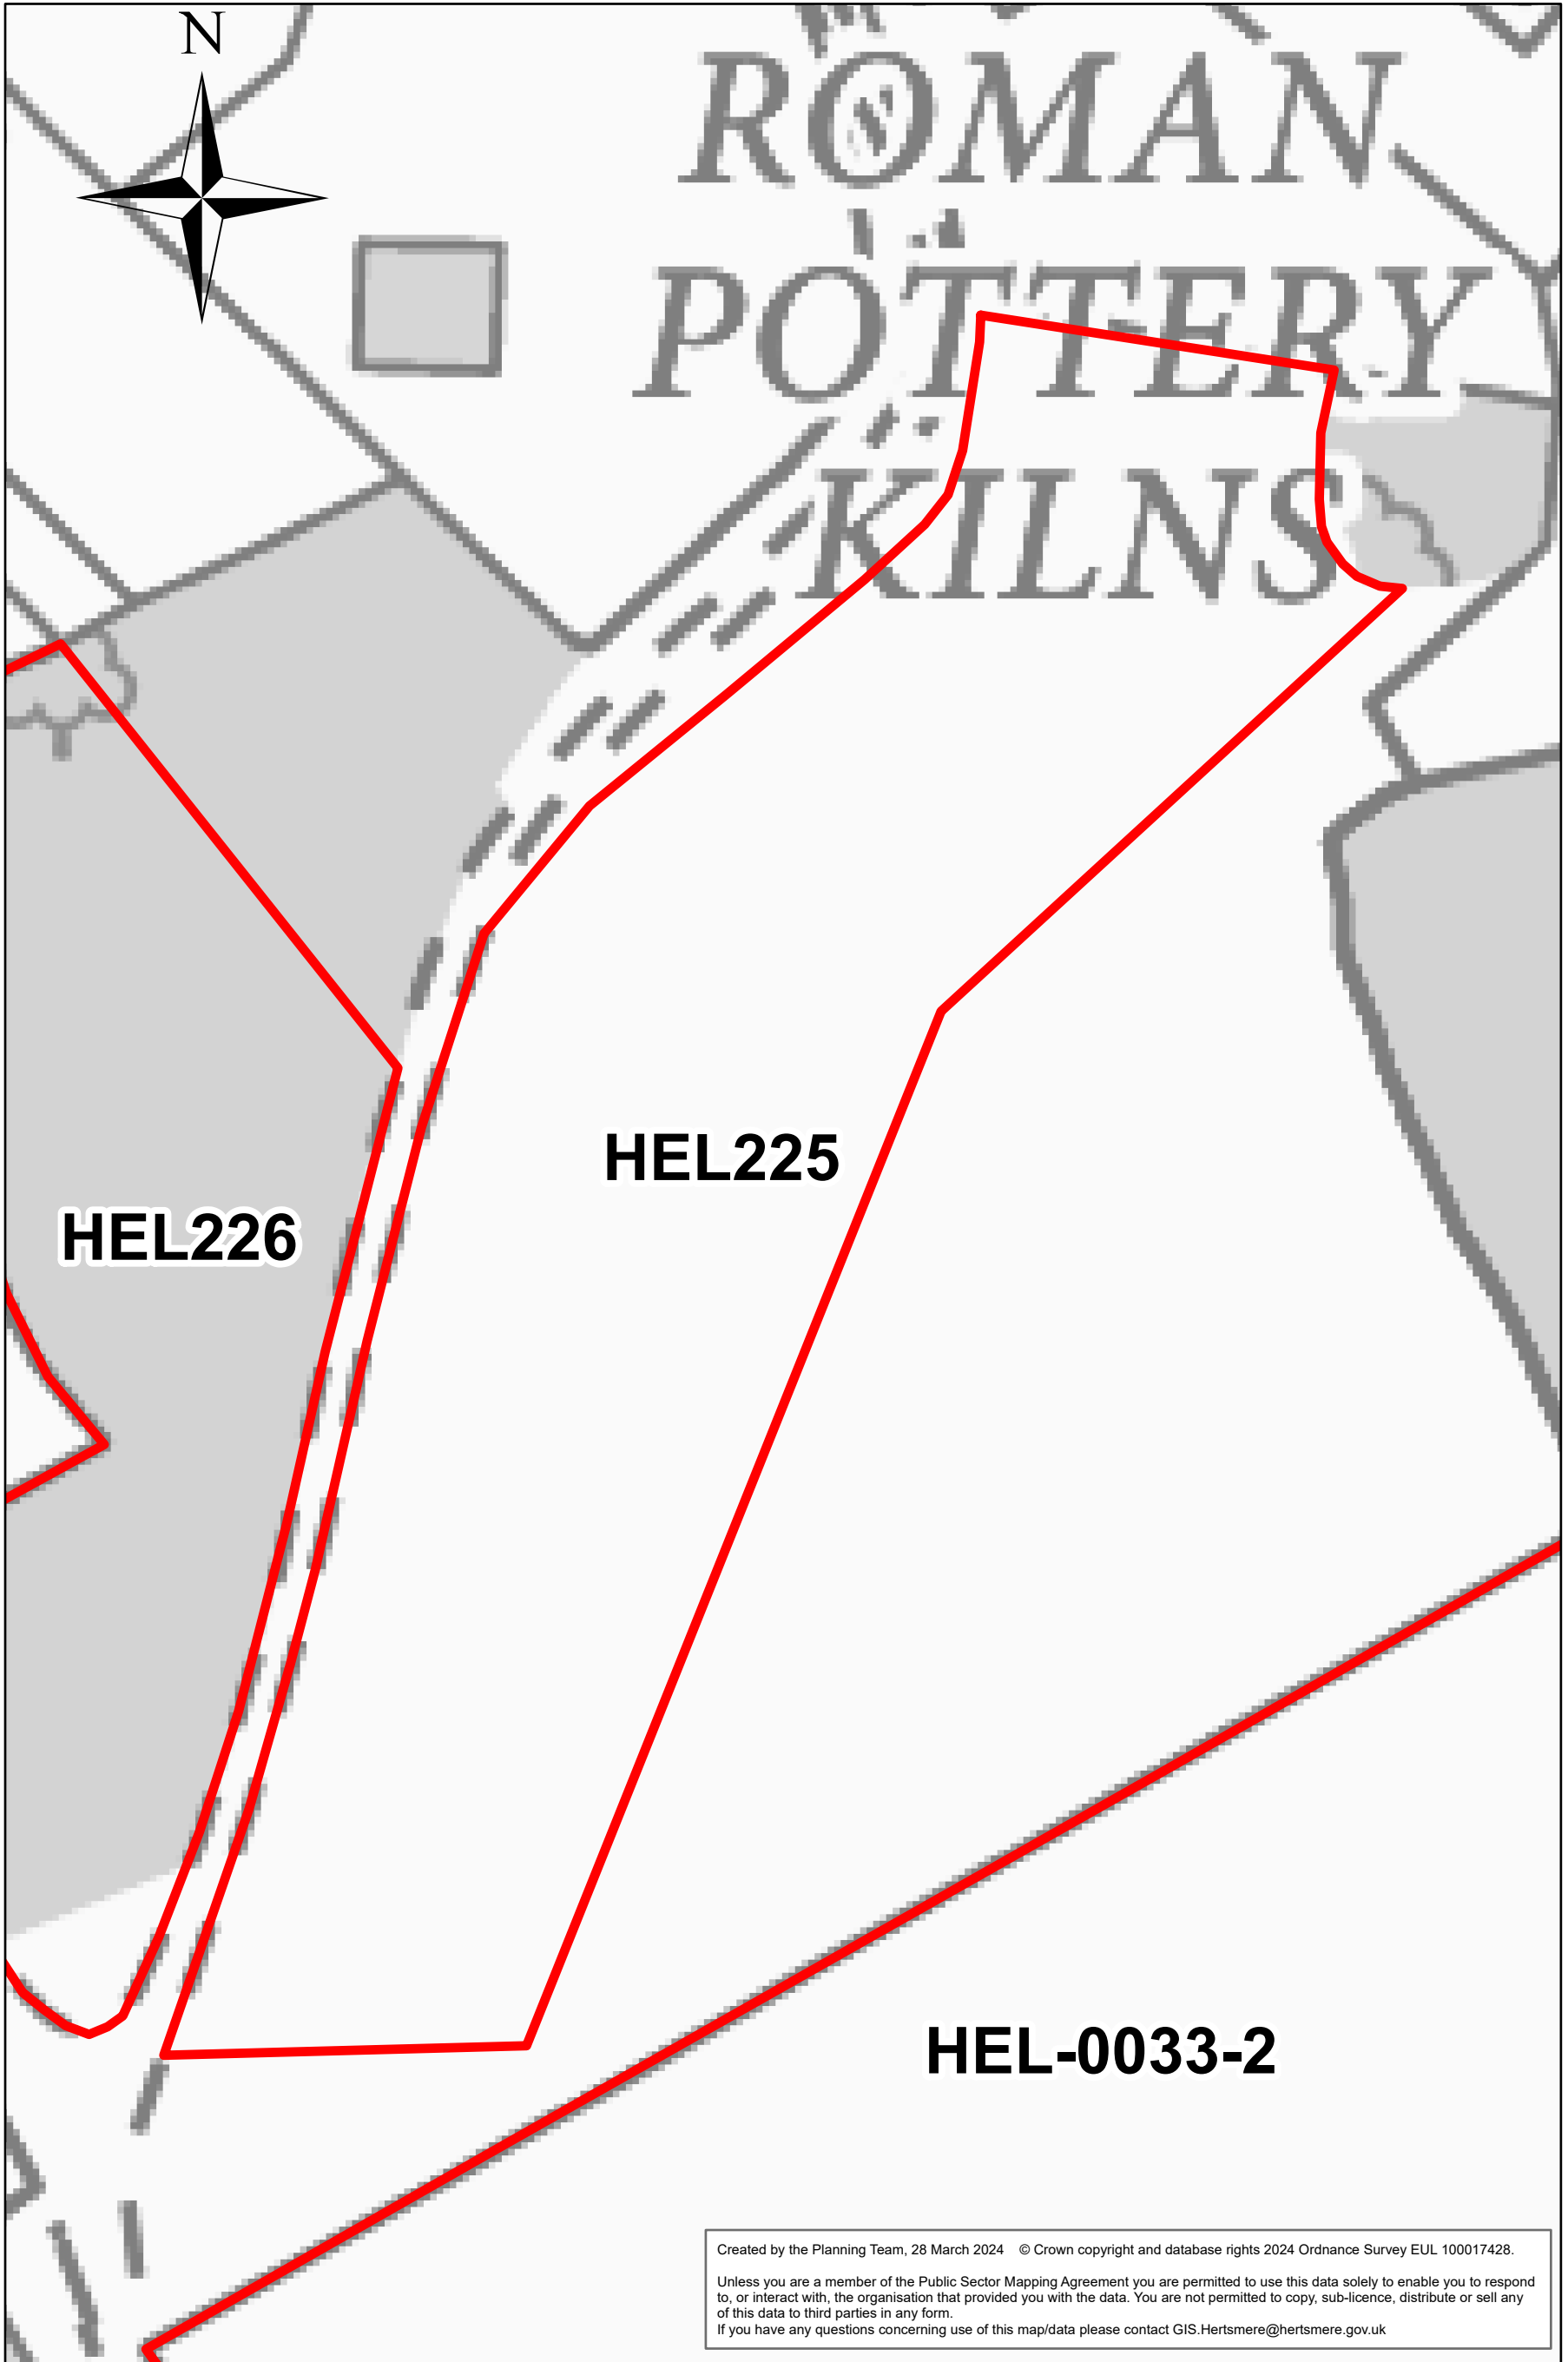 N
ROMAN
POTTERY
KILNS
HEL225
HEL226
HEL-0033-2
Created by the Planning Team, 28 March 2024 © Crown copyright and database rights 2024 Ordnance Survey EUL 100017428.
Unless you are a member of the Public Sector Mapping Agreement you are permitted to use this data solely to enable you to respond
to, or interact with, the organisation that provided you with the data. You are not permitted to copy, sub-licence, distribute or sell any
of this data to third parties in any form.
If you have any questions concerning use of this map/data please contact GIS.Hertsmere@hertsmere.gov.uk